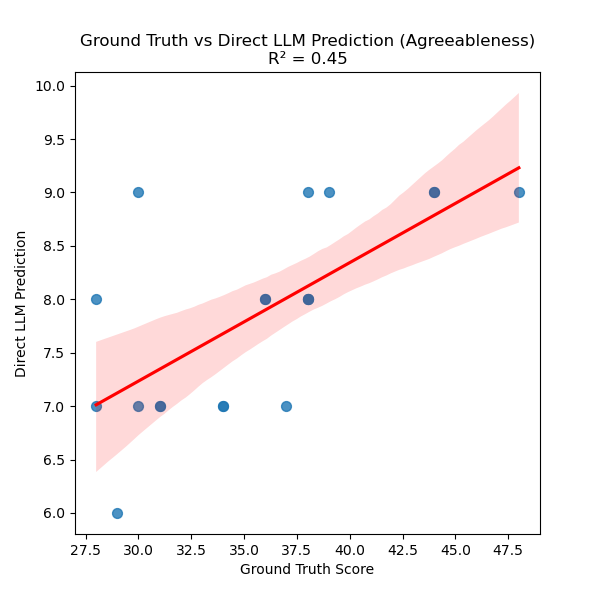 Ground Truth vs Direct LLM Prediction (Agreeableness)
R² = 0.45
10.0
9.5
9.0
8.5
8.0
7.5
7.0
6.5
6.0
Direct LLM Prediction
27.5 30.0 32.5 35.0 37.5 40.0 42.5 45.0 47.5
Ground Truth Score